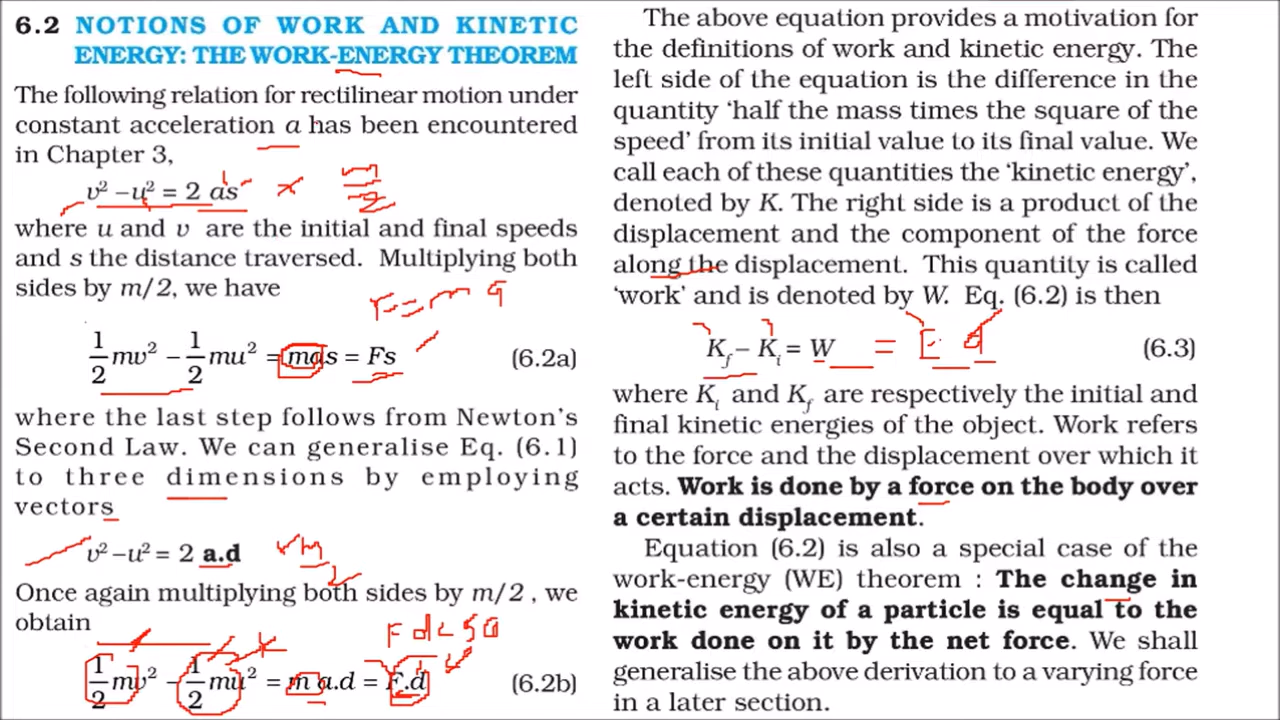 6.2 NOTIONS OF WORK AND KINETIC
ENERGY: THE WORK-ENERGY THEOREM
The following relation for rectilinear motion under
constant acceleration a has been encountered
in Chapter 3,
v² – u² = 2 as
where u and v are the initial and final speeds
and s the distance traversed. Multiplying both
sides by m/2, we have
F = m a
1/2 mv² – 1/2 mu² = mas = Fs (6.2a)
where the last step follows from Newton's
Second Law. We can generalise Eq. (6.1)
to three dimensions by employing
vectors
v² – u² = 2 a.d
Once again multiplying both sides by m/2 , we
obtain
1/2 mv² – 1/2 mu² = m a.d = F.d (6.2b)
The above equation provides a motivation for
the definitions of work and kinetic energy. The
left side of the equation is the difference in the
quantity 'half the mass times the square of the
speed' from its initial value to its final value. We
call each of these quantities the 'kinetic energy',
denoted by K. The right side is a product of the
displacement and the component of the force
along the displacement. This quantity is called
'work' and is denoted by W. Eq. (6.2) is then
Kf – Ki = W = F. d (6.3)
where Ki and Kf are respectively the initial and
final kinetic energies of the object. Work refers
to the force and the displacement over which it
acts. Work is done by a force on the body over
a certain displacement.
Equation (6.2) is also a special case of the
work-energy (WE) theorem : The change in
kinetic energy of a particle is equal to the
work done on it by the net force. We shall
generalise the above derivation to a varying force
in a later section.